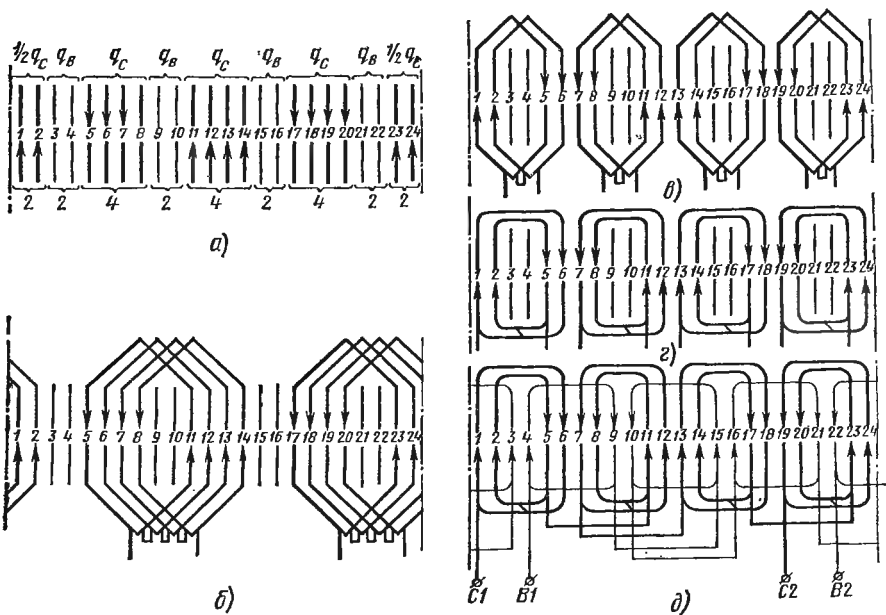 ½ q_C q_B q_C q_B q_C q_B q_C q_B ½ q_C
1 2 3 4 5 6 7 8 9 10 11 12 13 14 15 16 17 18 19 20 21 22 23 24
2 2 4 2 4 2 4 2 2
а)
1 2 3 4 5 6 7 8 9 10 11 12 13 14 15 16 17 18 19 20 21 22 23 24
б)
1 2 3 4 5 6 7 8 9 10 11 12 13 14 15 16 17 18 19 20 21 22 23 24
в)
1 2 3 4 5 6 7 8 9 10 11 12 13 14 15 16 17 18 19 20 21 22 23 24
г)
1 2 3 4 5 6 7 8 9 10 11 12 13 14 15 16 17 18 19 20 21 22 23 24
C1 B1 C2 B2
д)